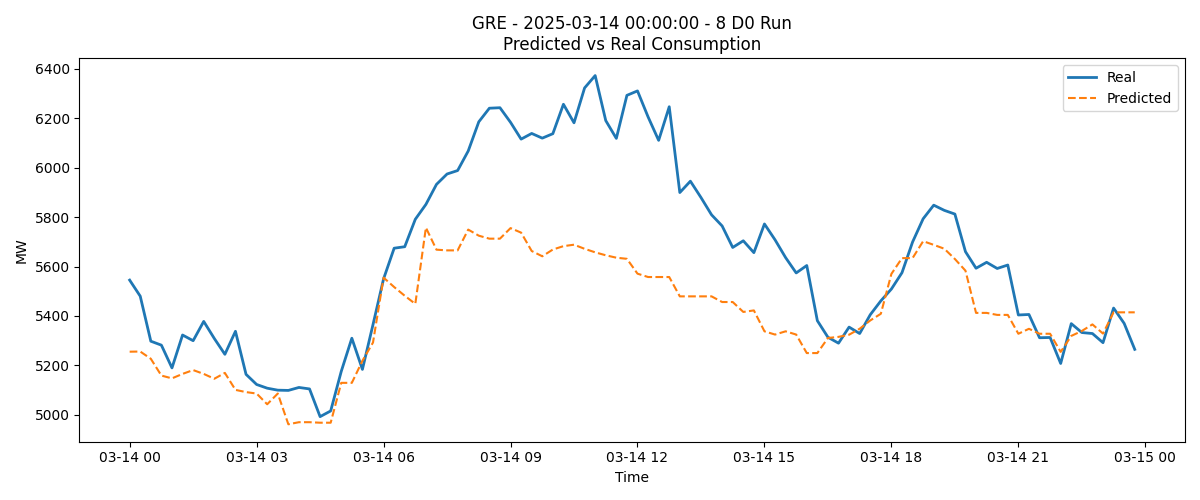 GRE - 2025-03-14 00:00:00 - 8 D0 Run
Predicted vs Real Consumption
Real
Predicted
MW
6400
6200
6000
5800
5600
5400
5200
5000
03-14 00
03-14 03
03-14 06
03-14 09
03-14 12
03-14 15
03-14 18
03-14 21
03-15 00
Time